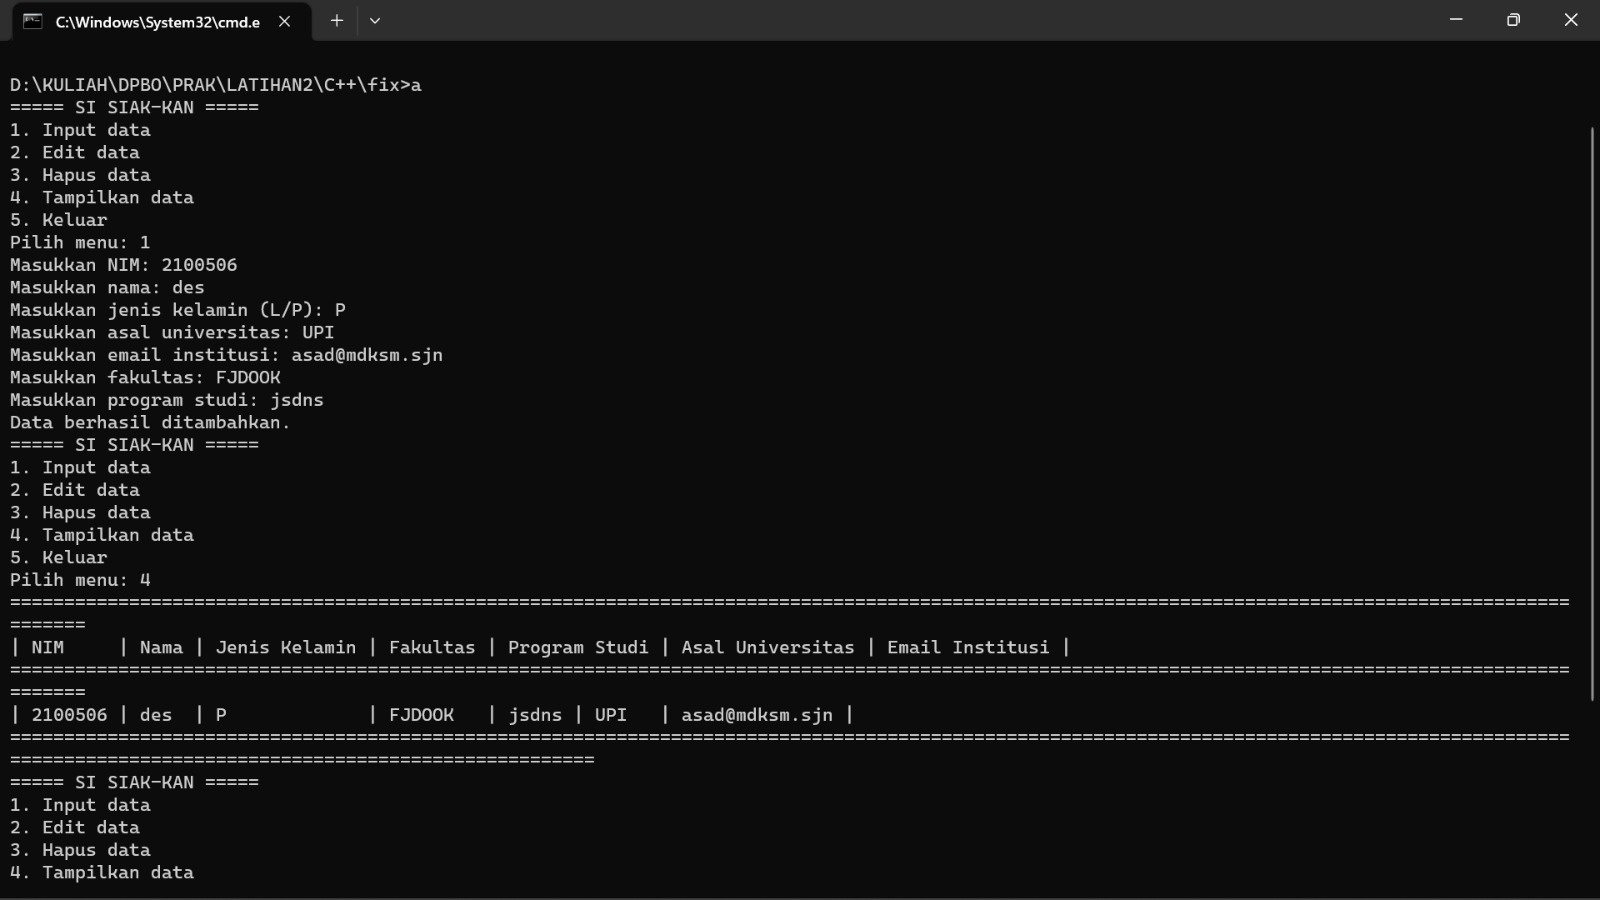 C:\Windows\System32\cmd.e
D:\KULIAH\DPBO\PRAK\LATIHAN2\C++\fix>a
===== SI SIAK-KAN =====
1. Input data
2. Edit data
3. Hapus data
4. Tampilkan data
5. Keluar
Pilih menu: 1
Masukkan NIM: 2100506
Masukkan nama: des
Masukkan jenis kelamin (L/P): P
Masukkan asal universitas: UPI
Masukkan email institusi: asad@mdksm.sjn
Masukkan fakultas: FJDOOK
Masukkan program studi: jsdns
Data berhasil ditambahkan.
===== SI SIAK-KAN =====
1. Input data
2. Edit data
3. Hapus data
4. Tampilkan data
5. Keluar
Pilih menu: 4
================================================================================================================================================
=======
| NIM     | Nama | Jenis Kelamin | Fakultas | Program Studi | Asal Universitas | Email Institusi |
================================================================================================================================================
=======
| 2100506 | des  | P             | FJDOOK   | jsdns | UPI   | asad@mdksm.sjn |
================================================================================================================================================
======================================================
===== SI SIAK-KAN =====
1. Input data
2. Edit data
3. Hapus data
4. Tampilkan data